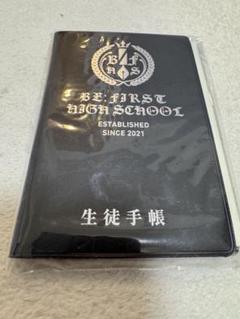 B F
H S
BE:FIRST
HIGH SCHOOL
ESTABLISHED
SINCE 2021
生徒手帳